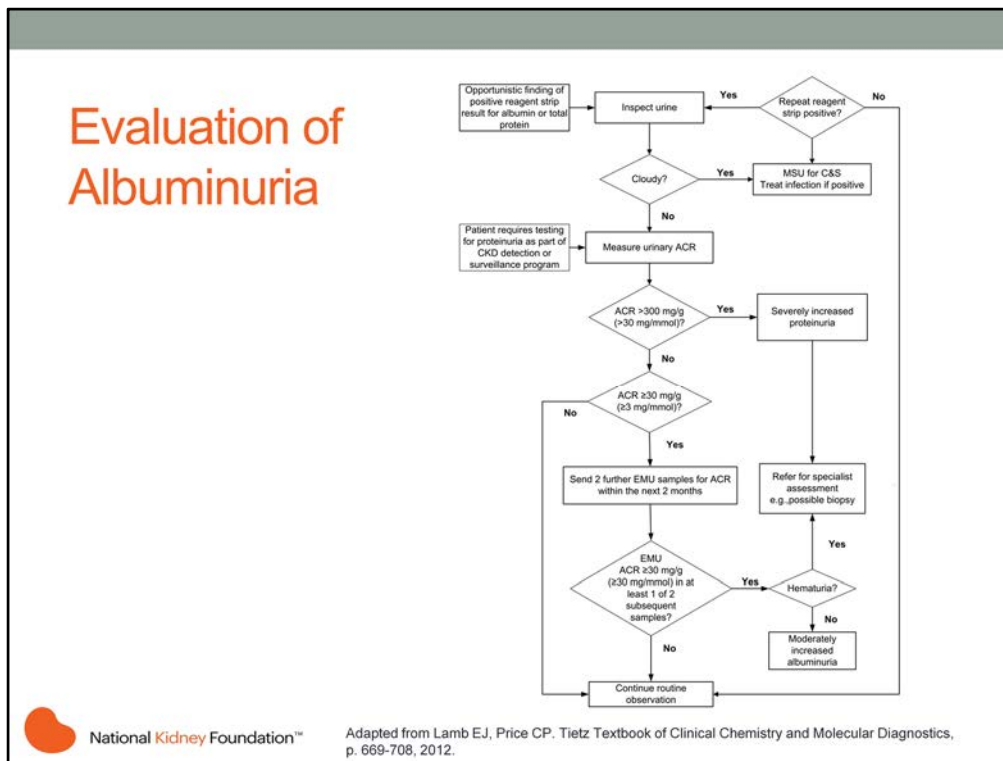 Evaluation of
Albuminuria
Opportunistic finding of
positive reagent strip
result for albumin or total
protein
Inspect urine
Yes
Repeat reagent
strip positive?
No
Cloudy?
Yes
MSU for C&S
Treat infection if positive
No
Patient requires testing
for proteinuria as part of
CKD detection or
surveillance program
Measure urinary ACR
ACR >300 mg/g
(>30 mg/mmol)?
Yes
Severely increased
proteinuria
No
ACR ≥30 mg/g
(≥3 mg/mmol)?
No
Yes
Send 2 further EMU samples for ACR
within the next 2 months
Refer for specialist
assessment
e.g.,possible biopsy
Yes
EMU
ACR ≥30 mg/g
(≥30 mg/mmol) in at
least 1 of 2
subsequent
samples?
Yes
Hematuria?
No
Moderately
increased
albuminuria
No
Continue routine
observation
National Kidney Foundation™
Adapted from Lamb EJ, Price CP. Tietz Textbook of Clinical Chemistry and Molecular Diagnostics,
p. 669-708, 2012.